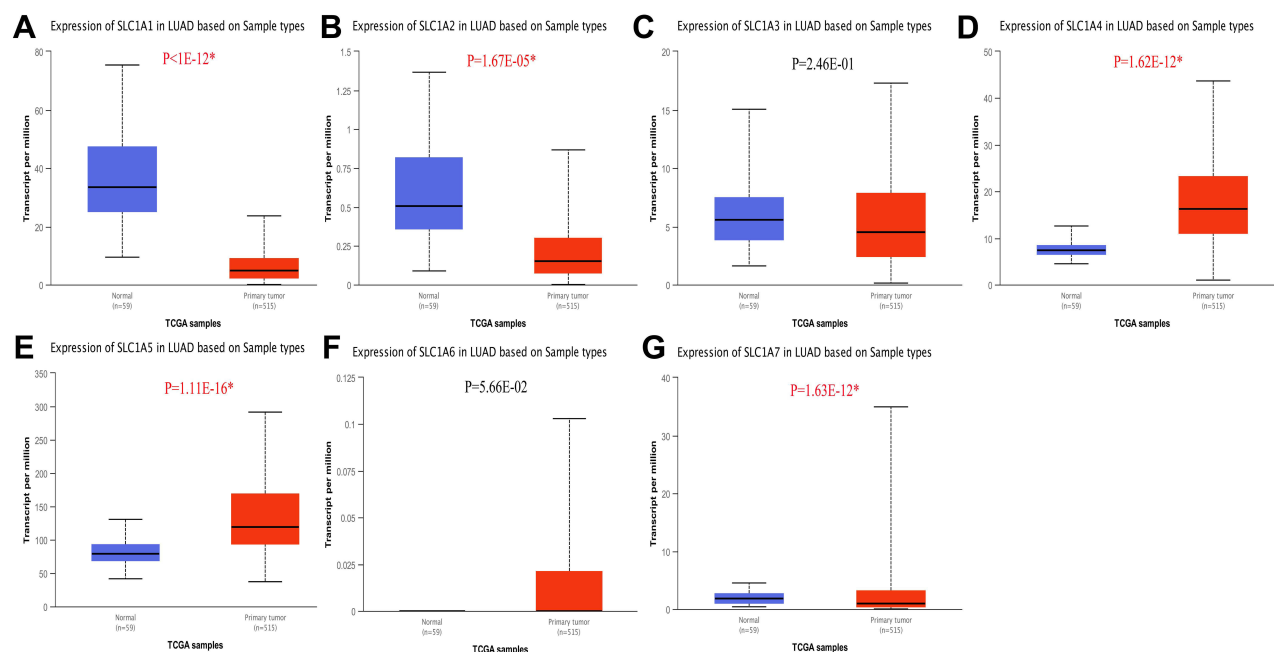 A
Expression of SLC1A1 in LUAD based on Sample types
P<1E-12*
Transcript per million
80
60
40
20
0
Normal
(n=59)
Primary tumor
(n=515)
TCGA samples
B
Expression of SLC1A2 in LUAD based on Sample types
P=1.67E-05*
Transcript per million
1.5
1.25
1
0.75
0.5
0.25
0
Normal
(n=59)
Primary tumor
(n=515)
TCGA samples
C
Expression of SLC1A3 in LUAD based on Sample types
P=2.46E-01
Transcript per million
20
15
10
5
0
Normal
(n=59)
Primary tumor
(n=515)
TCGA samples
D
Expression of SLC1A4 in LUAD based on Sample types
P=1.62E-12*
Transcript per million
50
40
30
20
10
0
Normal
(n=59)
Primary tumor
(n=515)
TCGA samples
E
Expression of SLC1A5 in LUAD based on Sample types
P=1.11E-16*
Transcript per million
350
300
250
200
150
100
50
0
Normal
(n=59)
Primary tumor
(n=515)
TCGA samples
F
Expression of SLC1A6 in LUAD based on Sample types
P=5.66E-02
Transcript per million
0.125
0.1
0.075
0.05
0.025
0
Normal
(n=59)
Primary tumor
(n=515)
TCGA samples
G
Expression of SLC1A7 in LUAD based on Sample types
P=1.63E-12*
Transcript per million
40
30
20
10
0
Normal
(n=59)
Primary tumor
(n=515)
TCGA samples